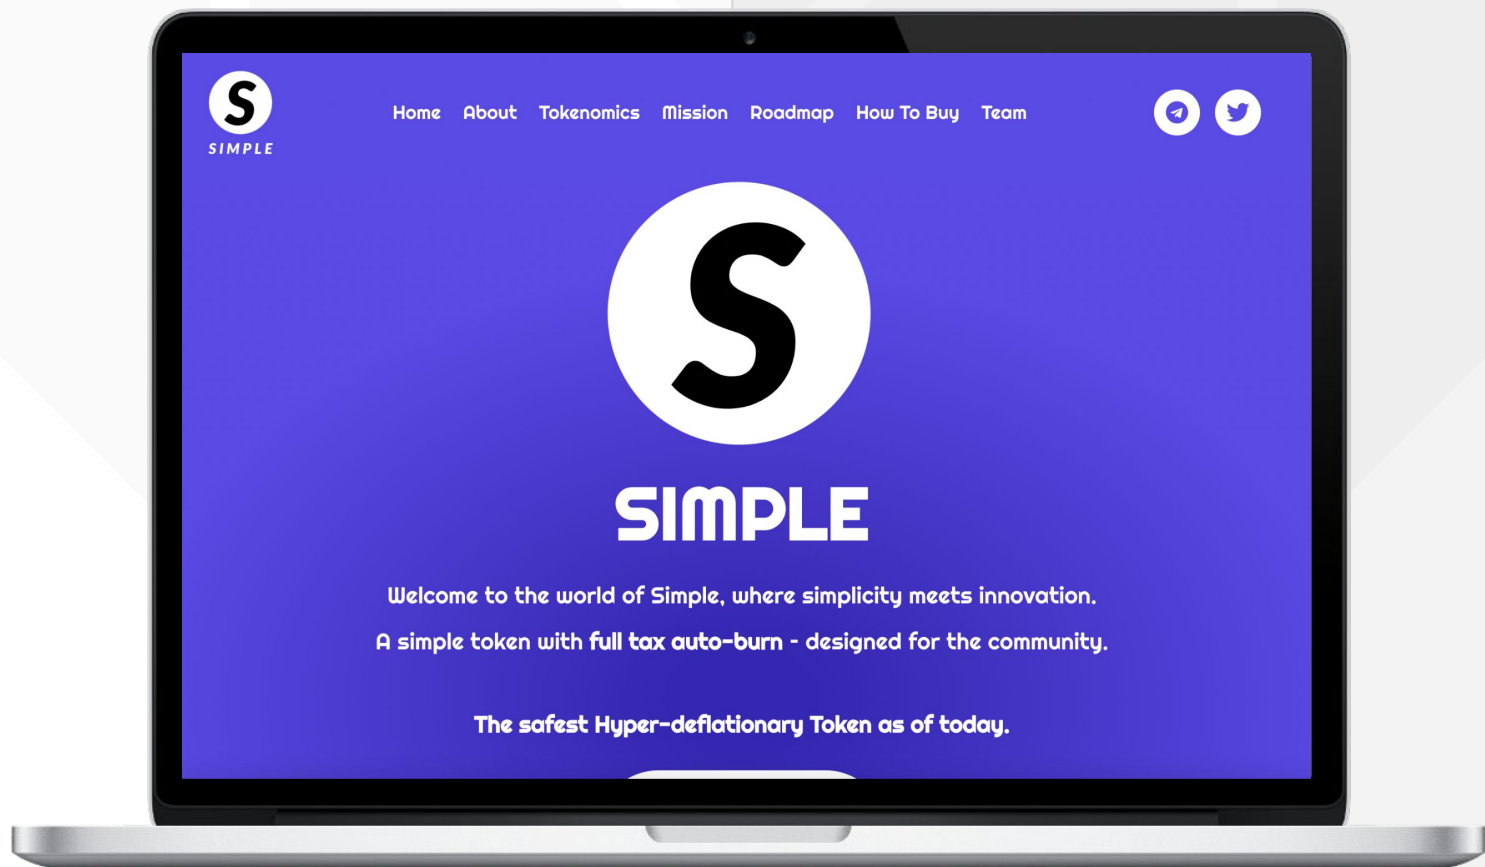 S
SIMPLE
Home About Tokenomics Mission Roadmap How To Buy Team
S
SIMPLE
Welcome to the world of Simple, where simplicity meets innovation.
A simple token with full tax auto-burn - designed for the community.
The safest Hyper-deflationary Token as of today.